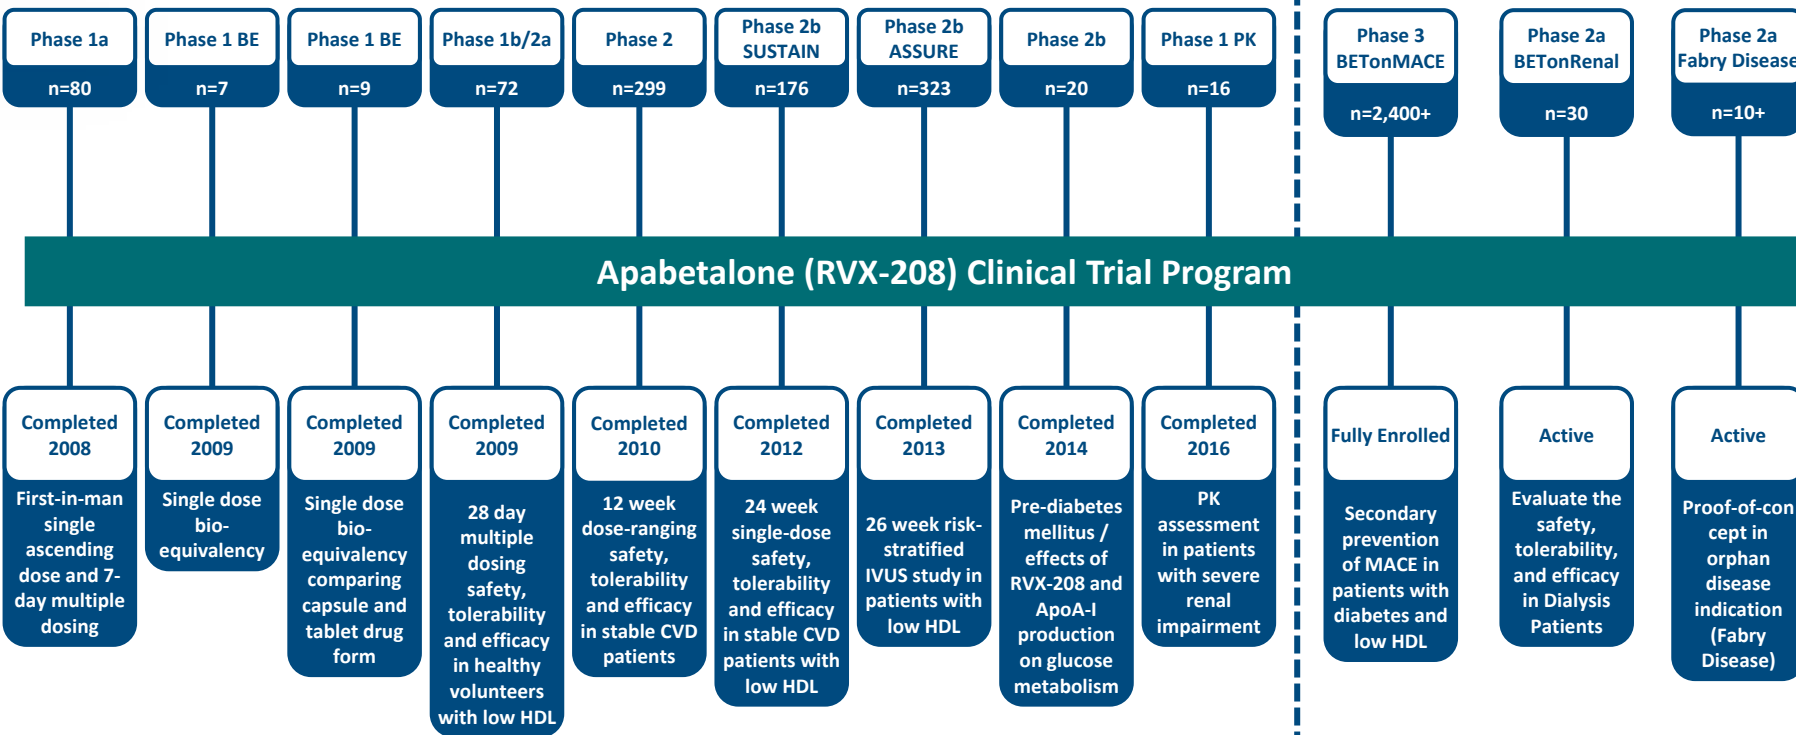 Phase 1a
n=80
Phase 1 BE
n=7
Phase 1 BE
n=9
Phase 1b/2a
n=72
Phase 2
n=299
Phase 2b
SUSTAIN
n=176
Phase 2b
ASSURE
n=323
Phase 2b
n=20
Phase 1 PK
n=16
Phase 3
BETonMACE
n=2,400+
Phase 2a
BETonRenal
n=30
Phase 2a
Fabry Disease
n=10+
Apabetalone (RVX-208) Clinical Trial Program
Completed
2008
First-in-man
single
ascending
dose and 7-
day multiple
dosing
Completed
2009
Single dose
bio-
equivalency
Completed
2009
Single dose
bio-
equivalency
comparing
capsule and
tablet drug
form
Completed
2009
28 day
multiple
dosing
safety,
tolerability
and efficacy
in healthy
volunteers
with low HDL
Completed
2010
12 week
dose-ranging
safety,
tolerability
and efficacy
in stable CVD
patients
Completed
2012
24 week
single-dose
safety,
tolerability
and efficacy
in stable CVD
patients with
low HDL
Completed
2013
26 week risk-
stratified
IVUS study in
patients with
low HDL
Completed
2014
Pre-diabetes
mellitus /
effects of
RVX-208 and
ApoA-I
production
on glucose
metabolism
Completed
2016
PK
assessment
in patients
with severe
renal
impairment
Fully Enrolled
Secondary
prevention
of MACE in
patients with
diabetes and
low HDL
Active
Evaluate the
safety,
tolerability,
and efficacy
in Dialysis
Patients
Active
Proof-of-con
cept in
orphan
disease
indication
(Fabry
Disease)